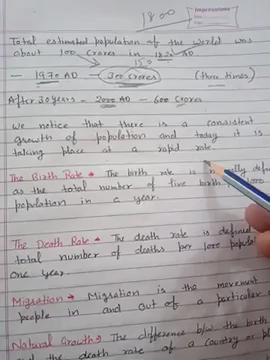 Impressions
1800
Total estimated population of the world was
about 100 crores in 1820 AD
150
- 1970 AD - 300 crores (three times)
After 30 years - 2000 AD - 600 crores
we notice that there is a consistent
growth of population and today it is
taking place at a rapid rate.
The Birth Rate → The birth rate is
as the total number of live birth 1000
population in a year.
The Death Rate → The death rate is defined
total number of deaths per 1000
one year.
Migration → Migration is the movement
people in and out of a particular
Natural Growth → The difference b/w the birth
the death rate of a country or